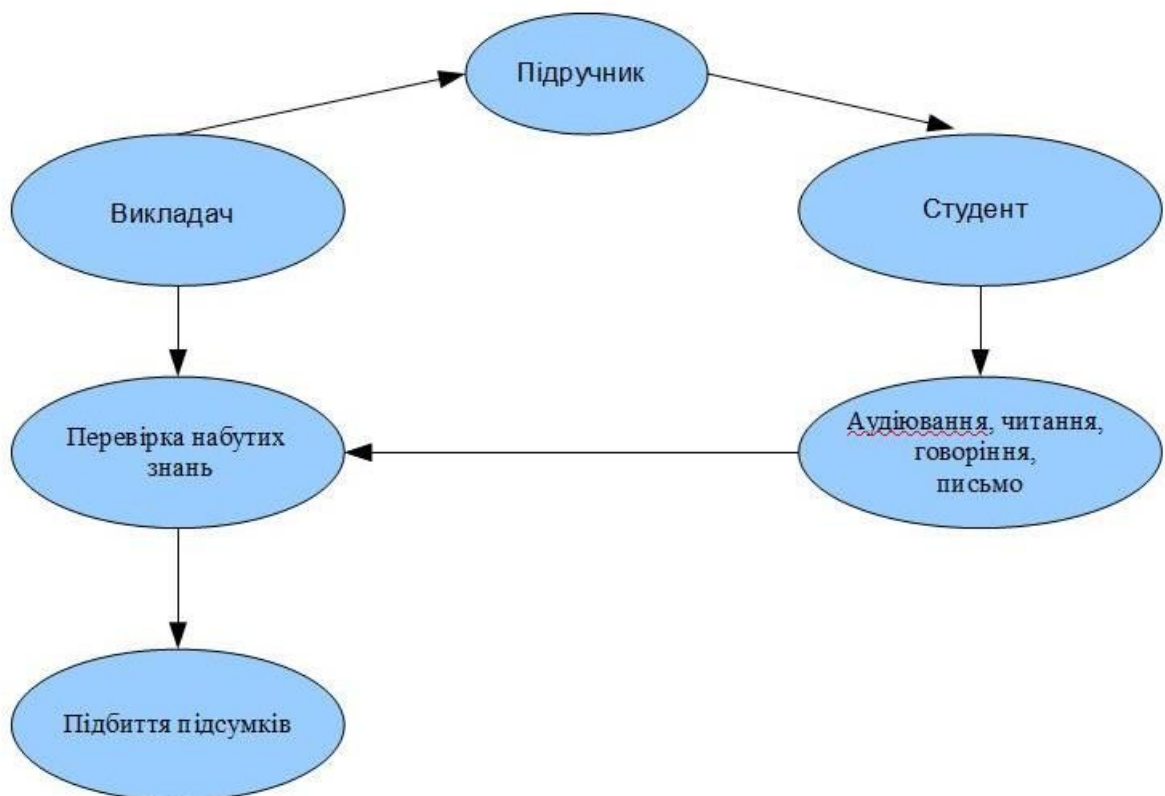 Підручник
Викладач
Студент
Перевірка набутих
знань
Аудіювання, читання,
говоріння,
письмо
Підбиття підсумків